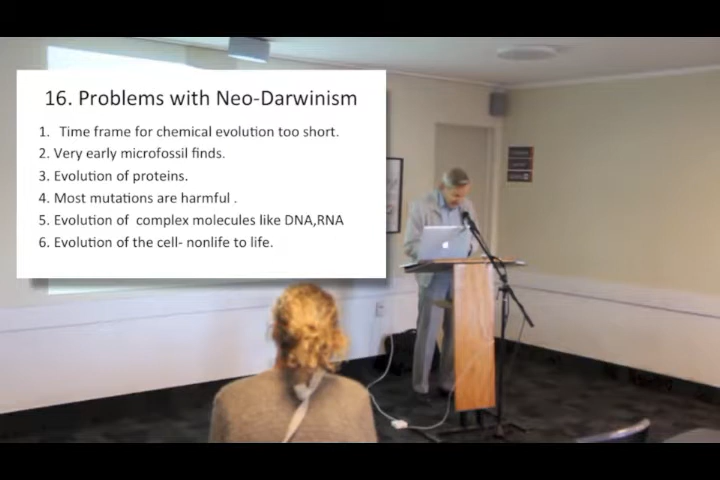 16. Problems with Neo-Darwinism
1. Time frame for chemical evolution too short.
2. Very early microfossil finds.
3. Evolution of proteins.
4. Most mutations are harmful .
5. Evolution of complex molecules like DNA,RNA
6. Evolution of the cell- nonlife to life.